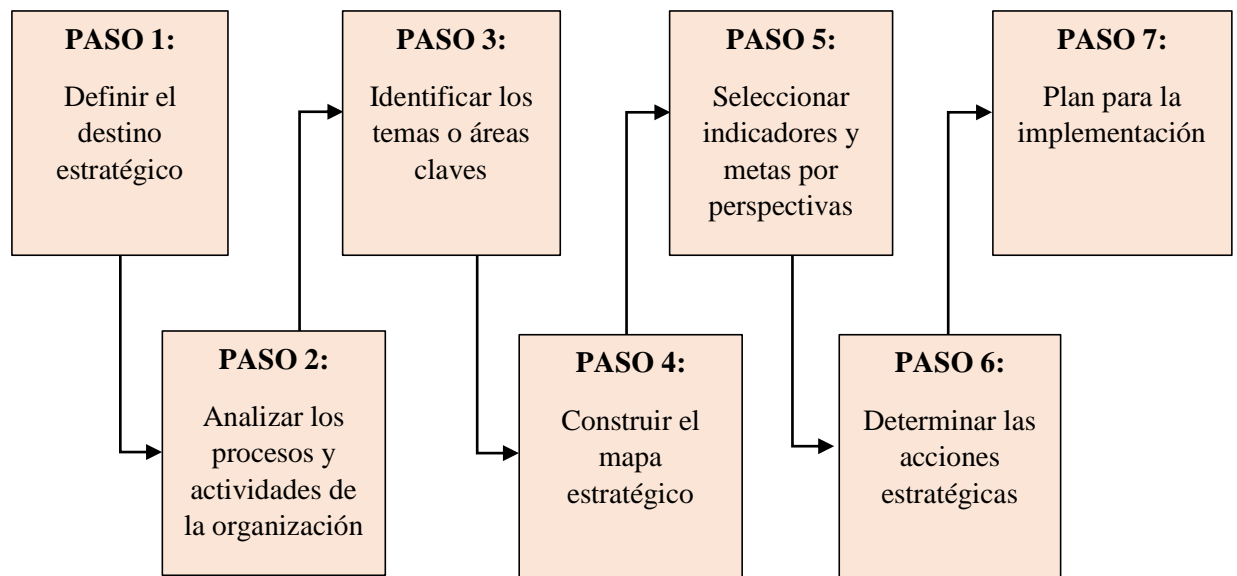 PASO 1:
Definir el
destino
estratégico
PASO 2:
Analizar los
procesos y
actividades de
la organización
PASO 3:
Identificar los
temas o áreas
claves
PASO 4:
Construir el
mapa
estratégico
PASO 5:
Seleccionar
indicadores y
metas por
perspectivas
PASO 6:
Determinar las
acciones
estratégicas
PASO 7:
Plan para la
implementación